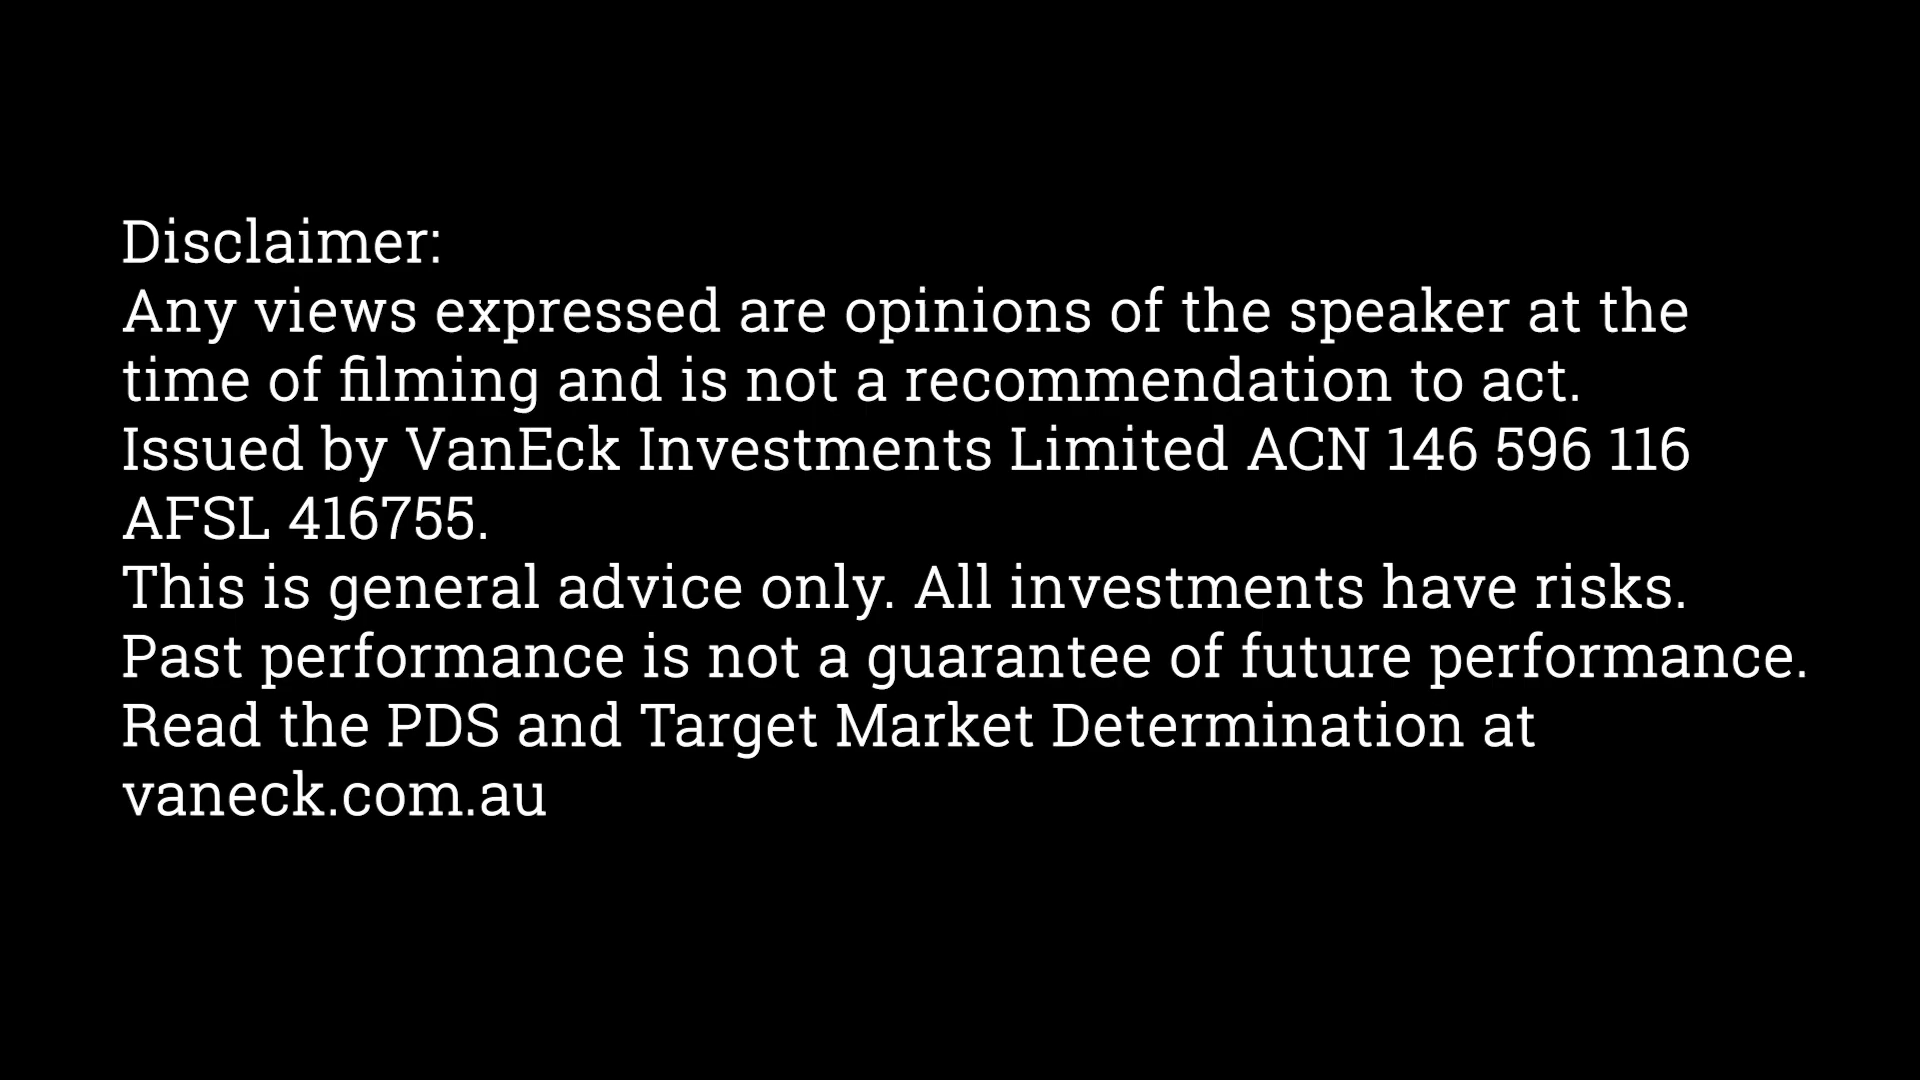 Disclaimer:
Any views expressed are opinions of the speaker at the
time of filming and is not a recommendation to act.
Issued by VanEck Investments Limited ACN 146 596 116
AFSL 416755.
This is general advice only. All investments have risks.
Past performance is not a guarantee of future performance.
Read the PDS and Target Market Determination at
vaneck.com.au